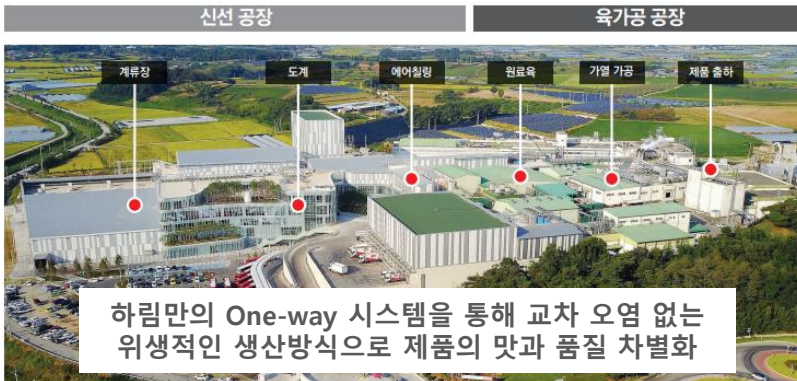 신선 공장
육가공 공장
계류장
도계
에어칠링
원료육
가열 가공
제품 출하
하림만의 One-way 시스템을 통해 교차 오염 없는
위생적인 생산방식으로 제품의 맛과 품질 차별화